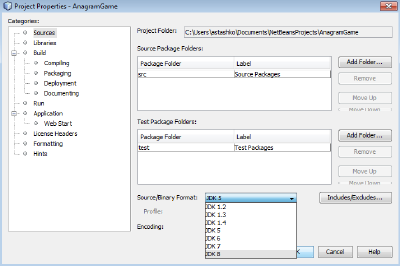 Project Properties - AnagramGame
Categories:
Sources
Libraries
Build
Compiling
Packaging
Deployment
Documenting
Run
Application
Web Start
License Headers
Formatting
Hints
Project Folder: C:\Users\astashko\Documents\NetBeansProjects\AnagramGame
Source Package Folders:
Package Folder Label
src Source Packages
Add Folder...
Remove
Move Up
Move Down
Test Package Folders:
Package Folder Label
test Test Packages
Add Folder...
Remove
Move Up
Move Down
Source/Binary Format: JDK 5 Includes/Excludes...
JDK 1.2
JDK 1.3
JDK 1.4
JDK 5
JDK 6
JDK 7
JDK 8
Profile:
Encoding:
Cancel Help